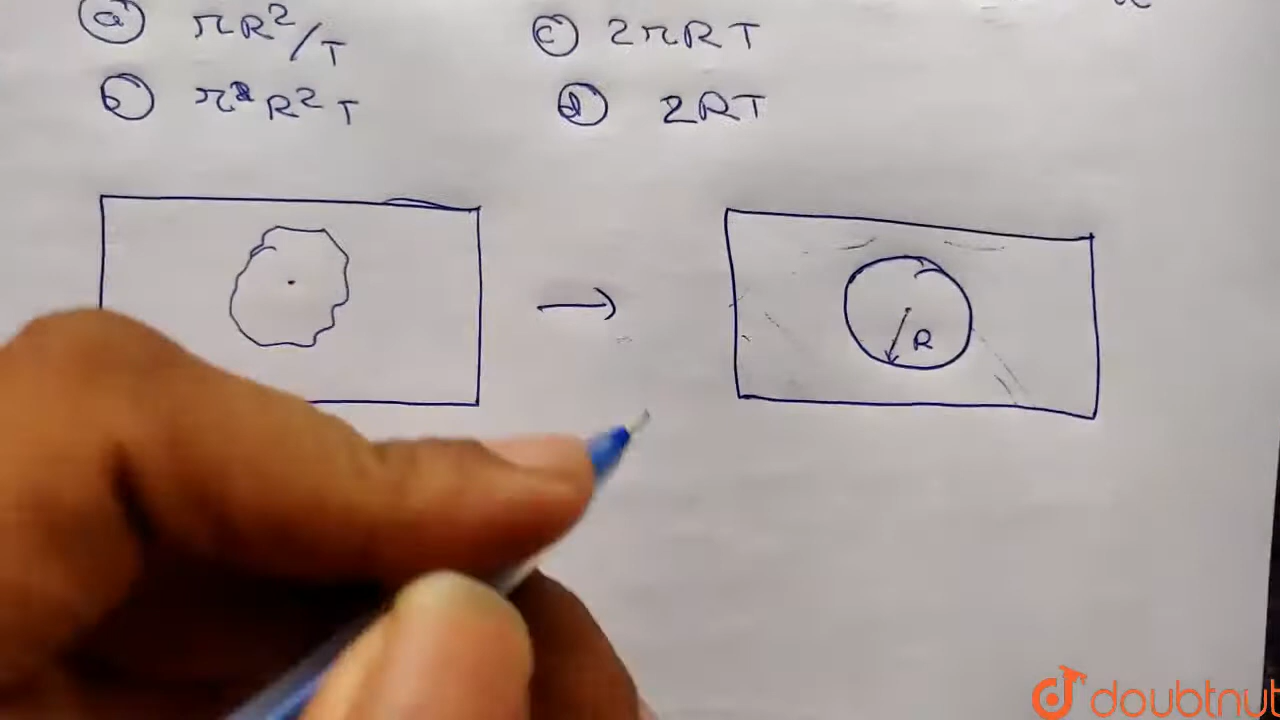 (a) πR²/T (c) 2πRT
(b) π²R²T (d) 2RT
R
doubtnut